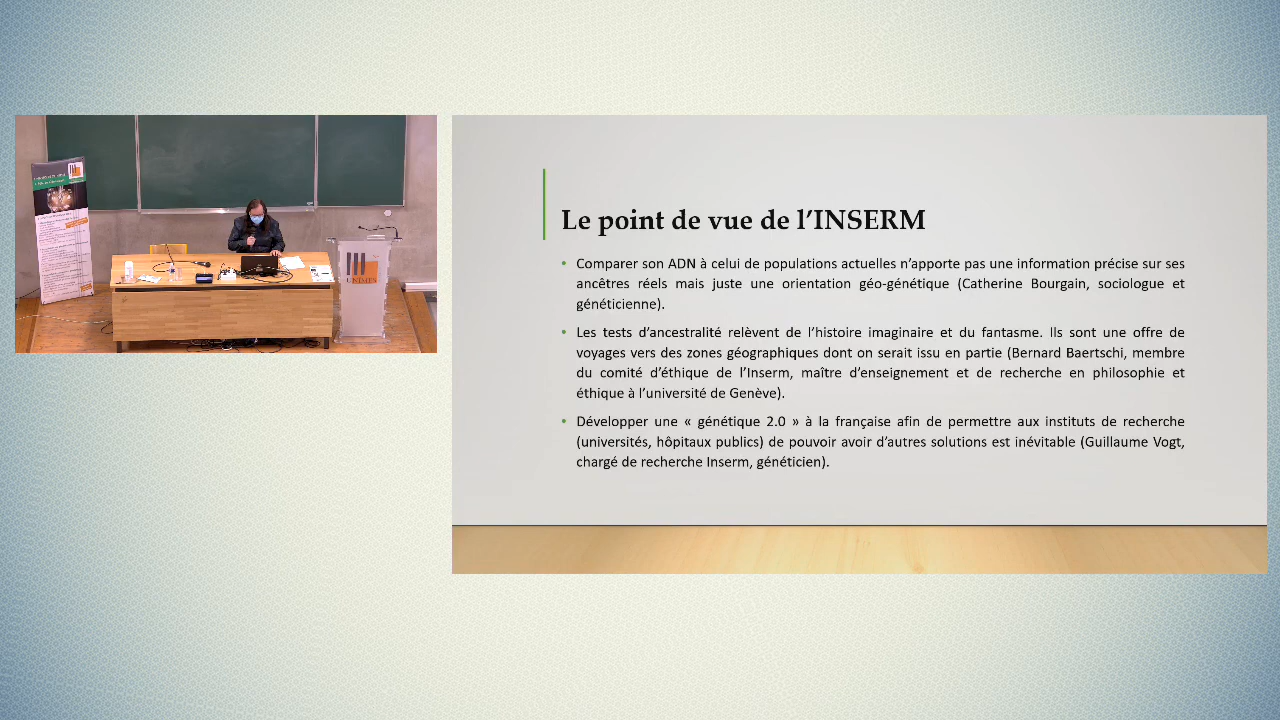 UNIMES
Le point de vue de l’INSERM
• Comparer son ADN à celui de populations actuelles n’apporte pas une information précise sur ses
ancêtres réels mais juste une orientation géo-génétique (Catherine Bourgain, sociologue et
généticienne).
• Les tests d’ancestralité relèvent de l’histoire imaginaire et du fantasme. Ils sont une offre de
voyages vers des zones géographiques dont on serait issu en partie (Bernard Baertschi, membre
du comité d’éthique de l’Inserm, maître d’enseignement et de recherche en philosophie et
éthique à l’université de Genève).
• Développer une « génétique 2.0 » à la française afin de permettre aux instituts de recherche
(universités, hôpitaux publics) de pouvoir avoir d’autres solutions est inévitable (Guillaume Vogt,
chargé de recherche Inserm, généticien).